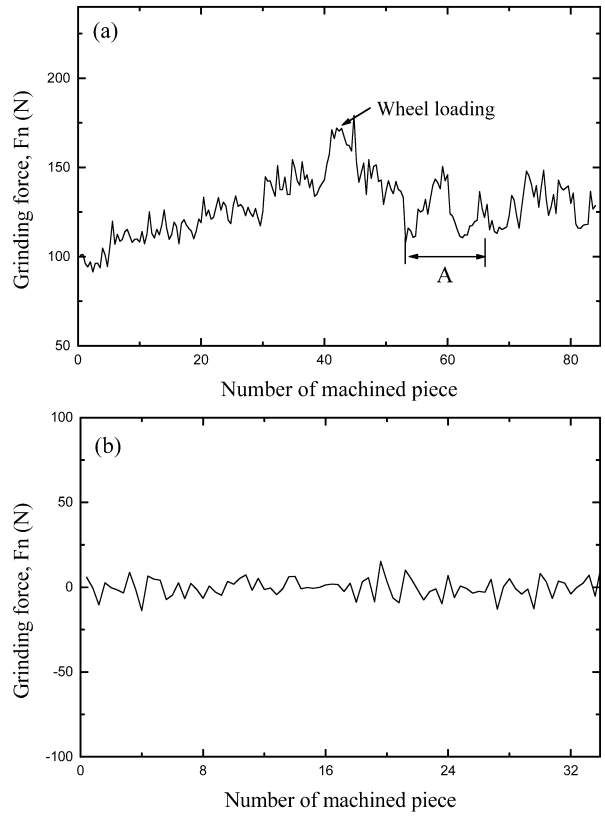 (a)
200
150
100
50
Grinding force, Fn (N)
Wheel loading
A
0 20 40 60 80
Number of machined piece
(b)
100
50
0
-50
-100
Grinding force, Fn (N)
0 8 16 24 32
Number of machined piece